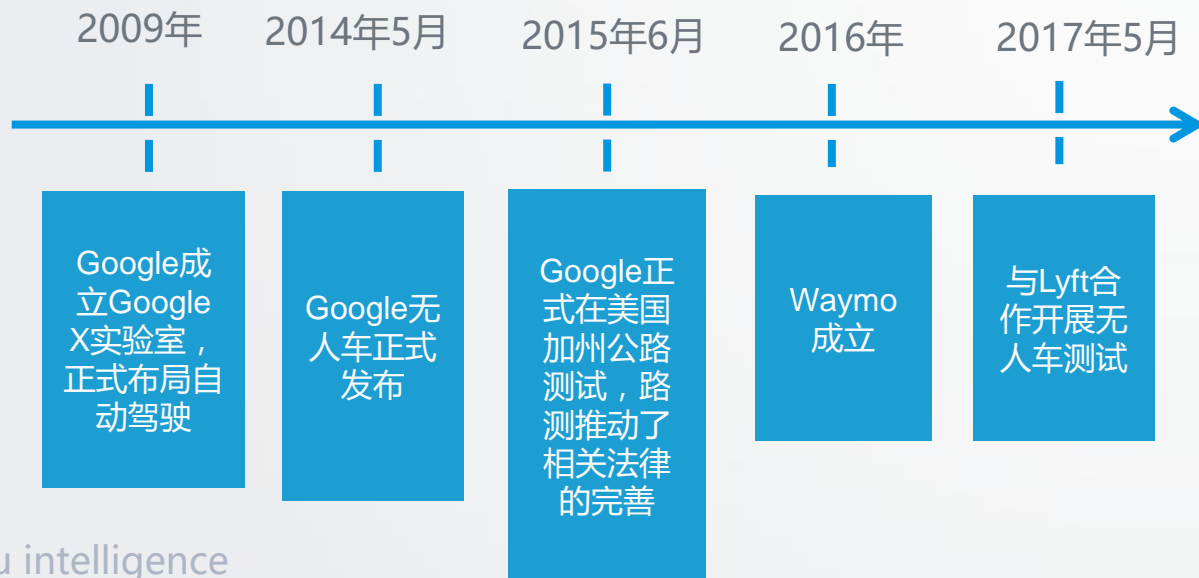 2009年
2014年5月
2015年6月
2016年
2017年5月
Google成
立Google
X实验室，
正式布局自
动驾驶
Google无
人车正式
发布
Google正
式在美国
加州公路
测试，路
测推动了
相关法律
的完善
Waymo
成立
与Lyft合
作开展无
人车测试
intelligence